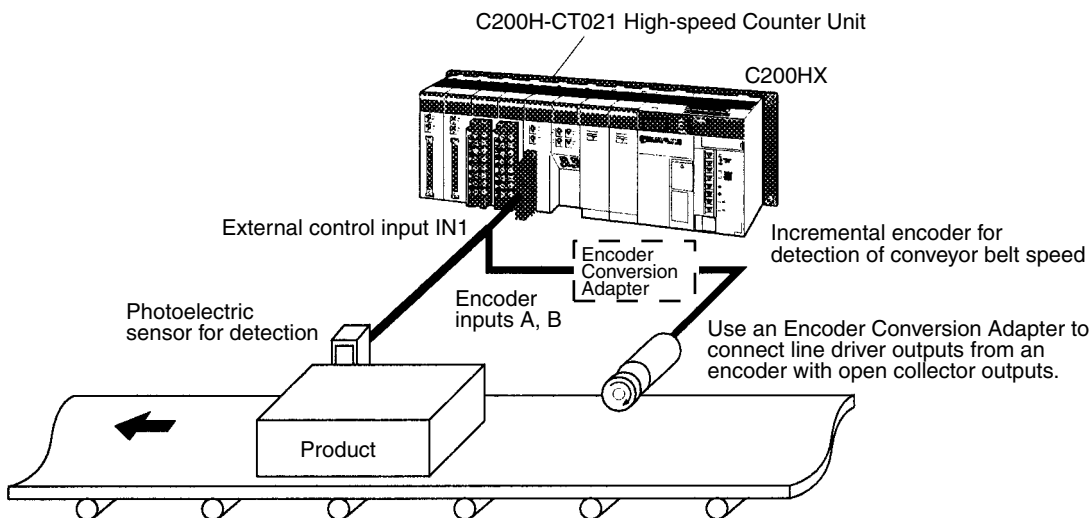 C200H-CT021 High-speed Counter Unit
C200HX
External control input IN1
Incremental encoder for
detection of conveyor belt speed
Encoder
Conversion
Adapter
Encoder
inputs A, B
Photoelectric
sensor for detection
Use an Encoder Conversion Adapter to
connect line driver outputs from an
encoder with open collector outputs.
Product